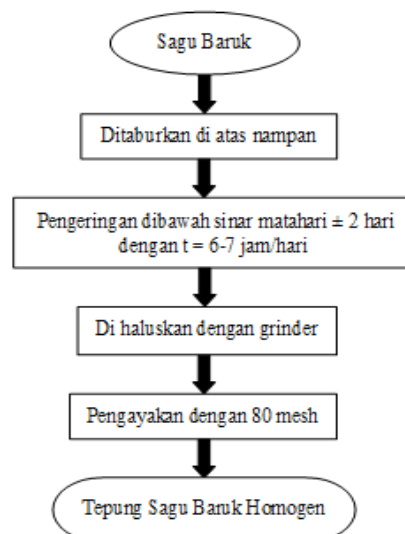 Sagu Baruk
Ditaburkan di atas nampan
Pengeringan dibawah sinar matahari ± 2 hari
dengan t = 6-7 jam/hari
Di haluskan dengan grinder
Pengayakan dengan 80 mesh
Tepung Sagu Baruk Homogen